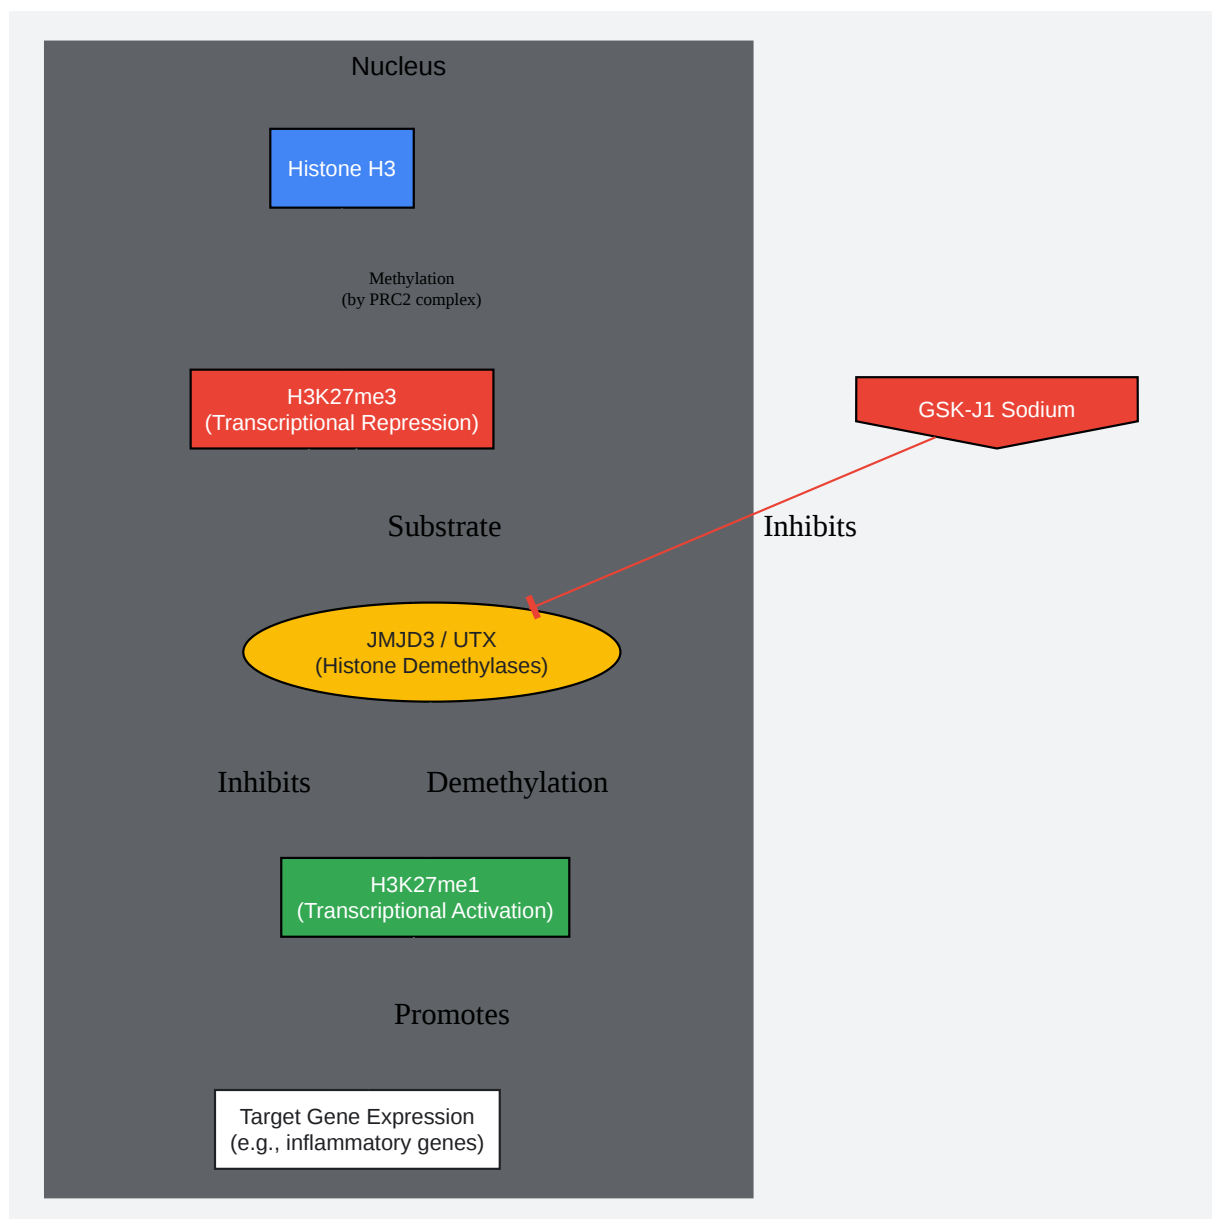 Nucleus
Histone H3
Methylation
(by PRC2 complex)
H3K27me3
(Transcriptional Repression)
GSK-J1 Sodium
Substrate
Inhibits
JMJD3 / UTX
(Histone Demethylases)
Inhibits
Demethylation
H3K27me1
(Transcriptional Activation)
Promotes
Target Gene Expression
(e.g., inflammatory genes)